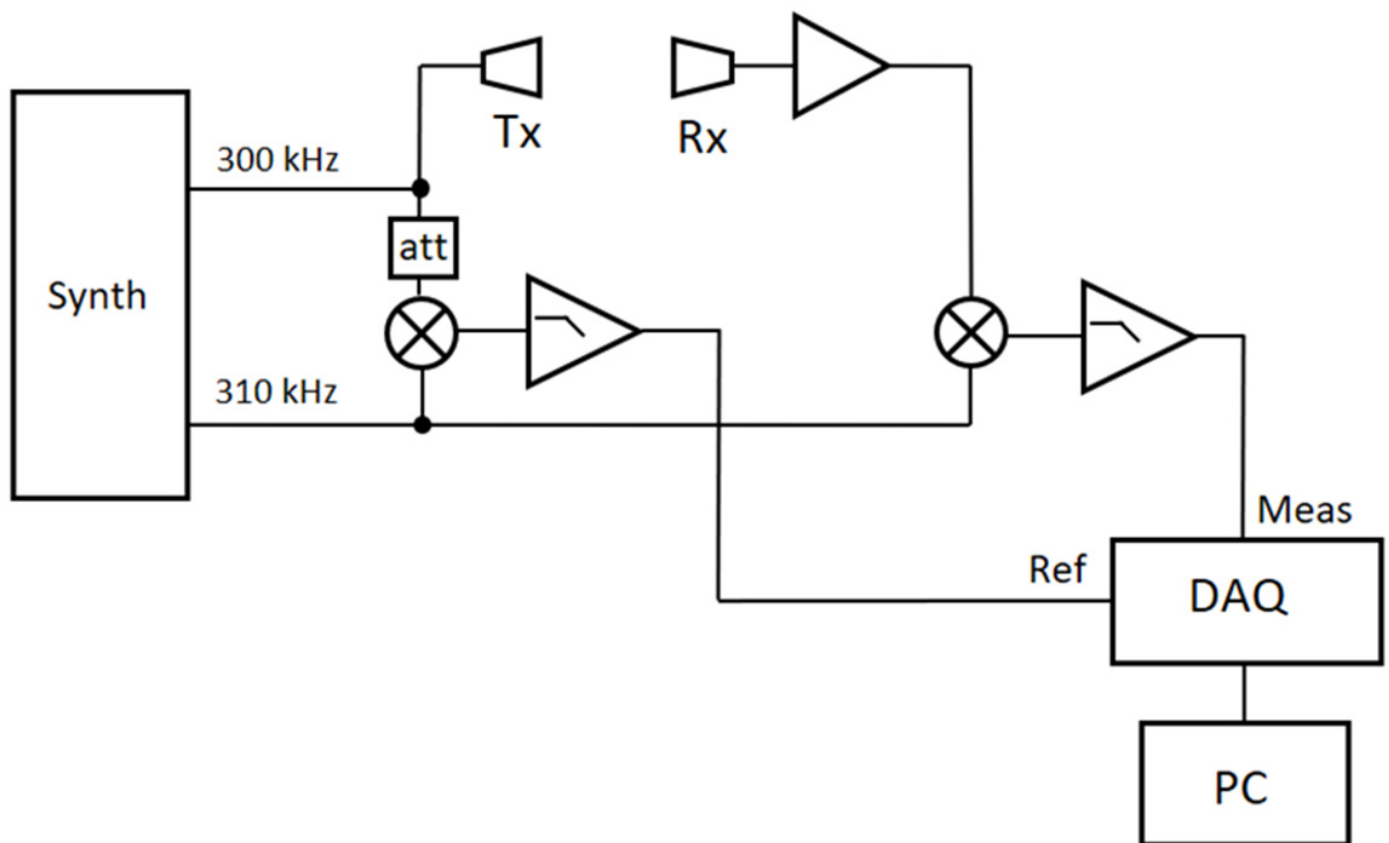 Tx
Rx
300 kHz
att
Synth
310 kHz
Meas
Ref
DAQ
PC